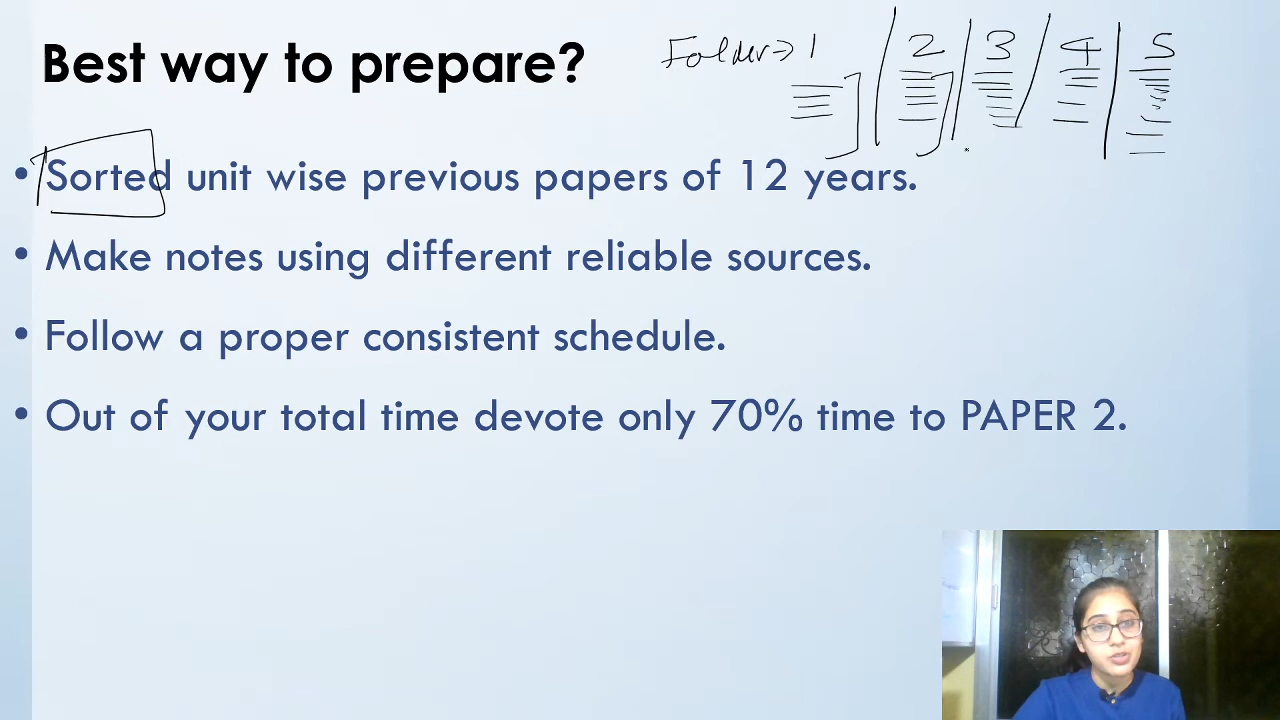 Best way to prepare?
Folder → 1 | 2 | 3 | 4 | 5
• Sorted unit wise previous papers of 12 years.
• Make notes using different reliable sources.
• Follow a proper consistent schedule.
• Out of your total time devote only 70% time to PAPER 2.